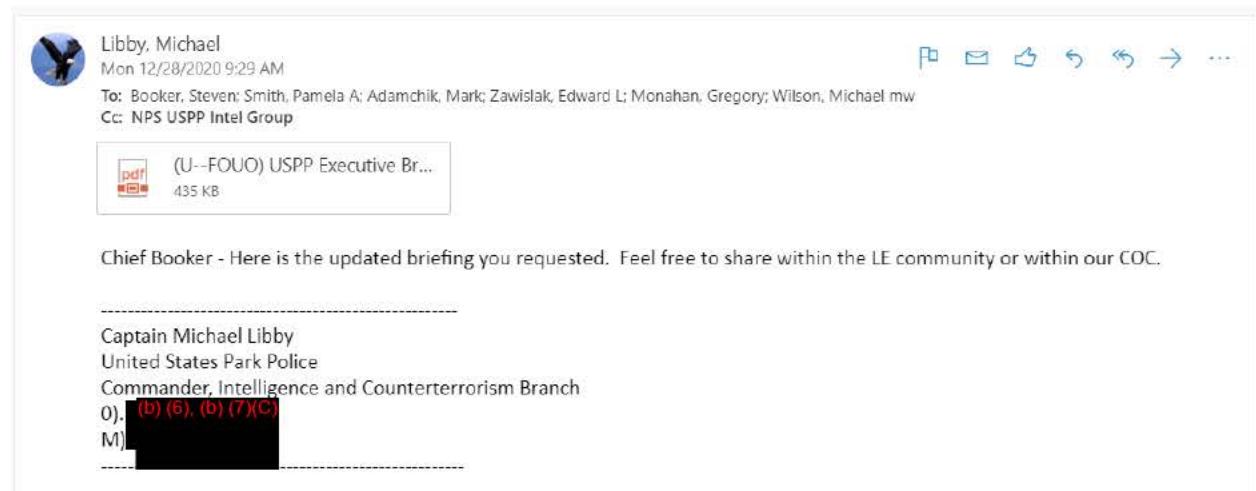 Libby, Michael
Mon 12/28/2020 9:29 AM
To: Booker, Steven; Smith, Pamela A; Adamchik, Mark; Zawislak, Edward L; Monahan, Gregory; Wilson, Michael mw
Cc: NPS USPP Intel Group
pdf
(U--FOUO) USPP Executive Br...
435 KB
Chief Booker - Here is the updated briefing you requested. Feel free to share within the LE community or within our COC.
-----------------------------------------------------
Captain Michael Libby
United States Park Police
Commander, Intelligence and Counterterrorism Branch
O). (b) (6), (b) (7)(C)
M)
-----------------------------------------------------